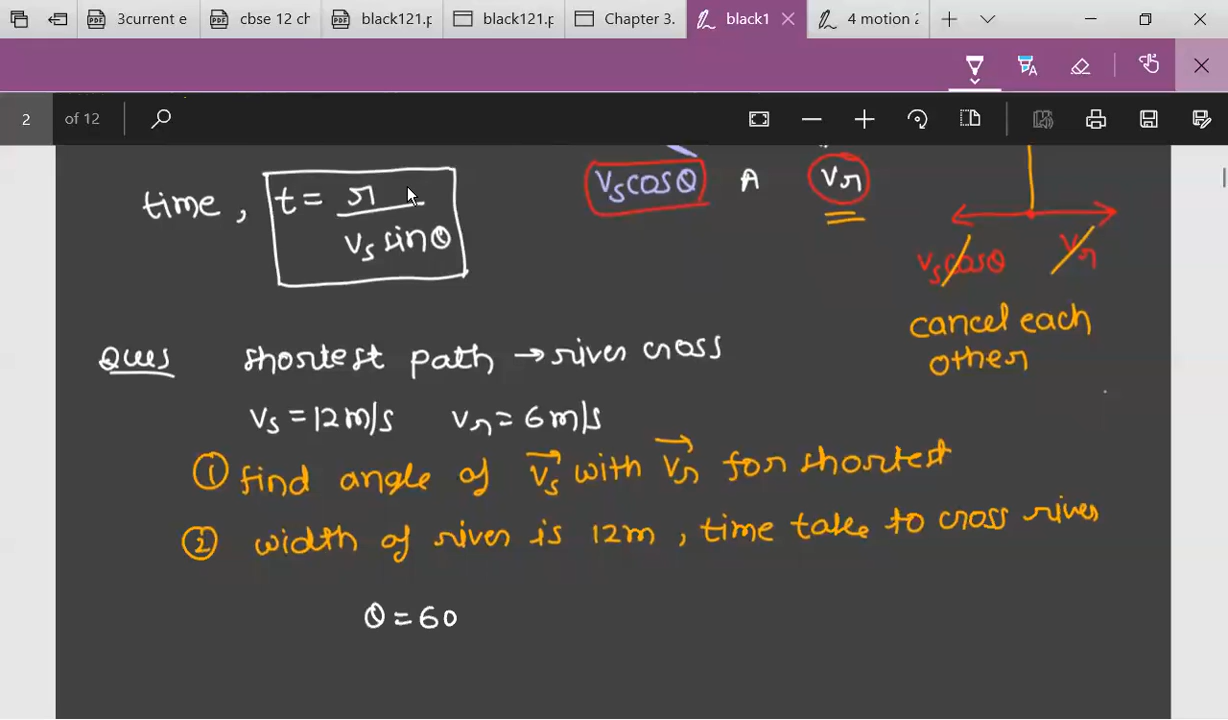 3current e
cbse 12 ch
black121.p
black121.p
Chapter 3.
black1
4 motion 2
2 of 12
time, t = r / vs sinθ
vs cosθ A vr
vs cosθ vr
cancel each
other
Ques shortest path → river cross
vs = 12 m/s vr = 6 m/s
① find angle of vs with vr for shortest
② width of river is 12m, time take to cross river
θ = 60